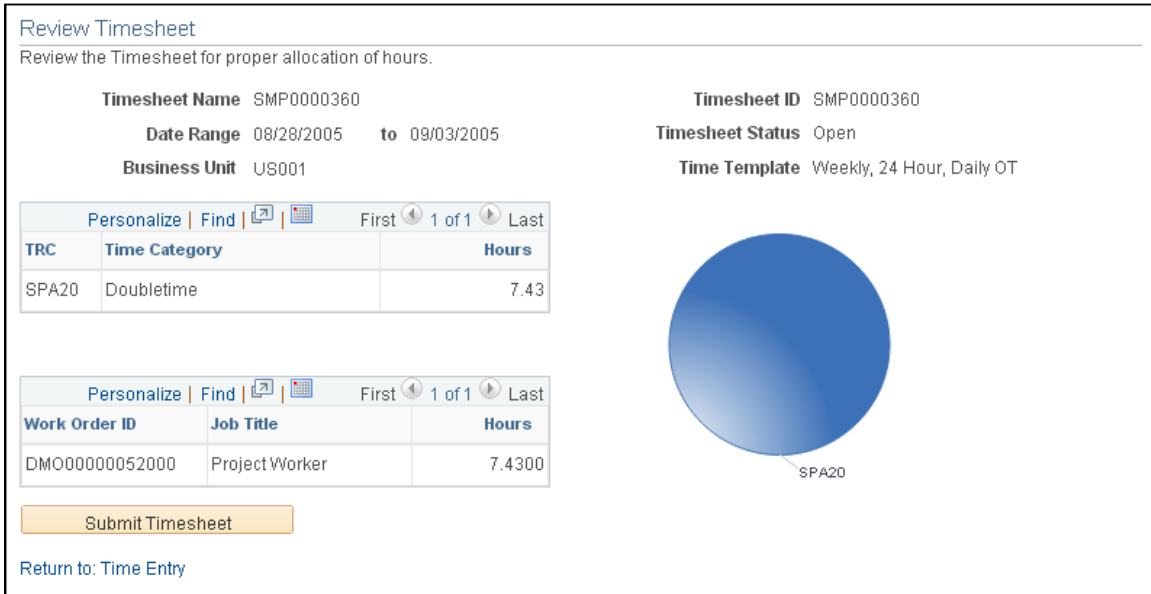 Review Timesheet
Review the Timesheet for proper allocation of hours.
Timesheet Name SMP0000360
Timesheet ID SMP0000360
Date Range 08/28/2005 to 09/03/2005
Timesheet Status Open
Business Unit US001
Time Template Weekly, 24 Hour, Daily OT
Personalize | Find | | First 1 of 1 Last
TRC Time Category Hours
SPA20 Doubletime 7.43
Personalize | Find | | First 1 of 1 Last
Work Order ID Job Title Hours
DMO00000052000 Project Worker 7.4300
SPA20
Submit Timesheet
Return to: Time Entry